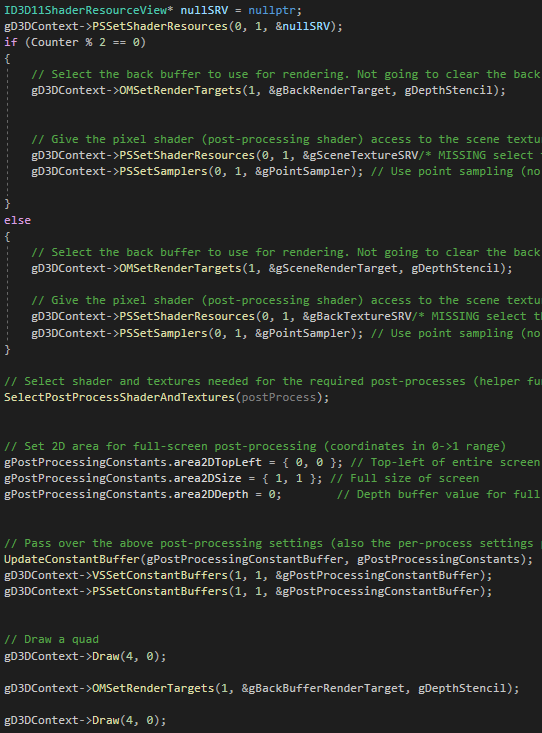 ID3D11ShaderResourceView* nullSRV = nullptr;
gD3DContext->PSSetShaderResources(0, 1, &nullSRV);
if (Counter % 2 == 0)
{
// Select the back buffer to use for rendering. Not going to clear the back
gD3DContext->OMSetRenderTargets(1, &gBackRenderTarget, gDepthStencil);
// Give the pixel shader (post-processing shader) access to the scene textu
gD3DContext->PSSetShaderResources(0, 1, &gSceneTextureSRV/* MISSING select t
gD3DContext->PSSetSamplers(0, 1, &gPointSampler); // Use point sampling (no
}
else
{
// Select the back buffer to use for rendering. Not going to clear the back
gD3DContext->OMSetRenderTargets(1, &gSceneRenderTarget, gDepthStencil);
// Give the pixel shader (post-processing shader) access to the scene textu
gD3DContext->PSSetShaderResources(0, 1, &gBackTextureSRV/* MISSING select th
gD3DContext->PSSetSamplers(0, 1, &gPointSampler); // Use point sampling (no
}
// Select shader and textures needed for the required post-processes (helper fu
SelectPostProcessShaderAndTextures(postProcess);
// Set 2D area for full-screen post-processing (coordinates in 0->1 range)
gPostProcessingConstants.area2DTopLeft = { 0, 0 }; // Top-left of entire screen
gPostProcessingConstants.area2DSize = { 1, 1 }; // Full size of screen
gPostProcessingConstants.area2DDepth = 0; // Depth buffer value for full
// Pass over the above post-processing settings (also the per-process settings p
UpdateConstantBuffer(gPostProcessingConstantBuffer, gPostProcessingConstants);
gD3DContext->VSSetConstantBuffers(1, 1, &gPostProcessingConstantBuffer);
gD3DContext->PSSetConstantBuffers(1, 1, &gPostProcessingConstantBuffer);
// Draw a quad
gD3DContext->Draw(4, 0);
gD3DContext->OMSetRenderTargets(1, &gBackBufferRenderTarget, gDepthStencil);
gD3DContext->Draw(4, 0);